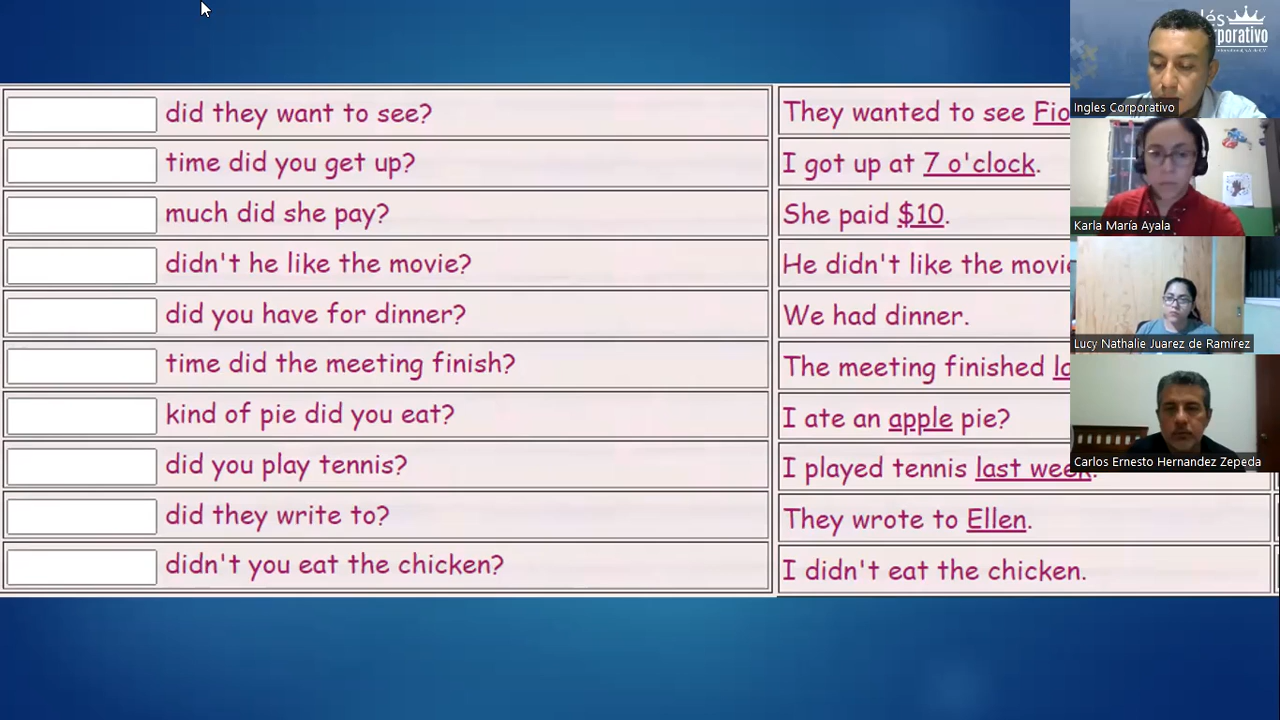 did they want to see? They wanted to see
time did you get up? I got up at 7 o'clock.
much did she pay? She paid $10.
didn't he like the movie? He didn't like the
did you have for dinner? We had dinner.
time did the meeting finish? The meeting finished
kind of pie did you eat? I ate an apple pie?
did you play tennis? I played tennis last week.
did they write to? They wrote to Ellen.
didn't you eat the chicken? I didn't eat the chicken.
Ingles Corporativo
Karla María Ayala
Lucy Nathalie Juarez de Ramírez
Carlos Ernesto Hernandez Zepeda